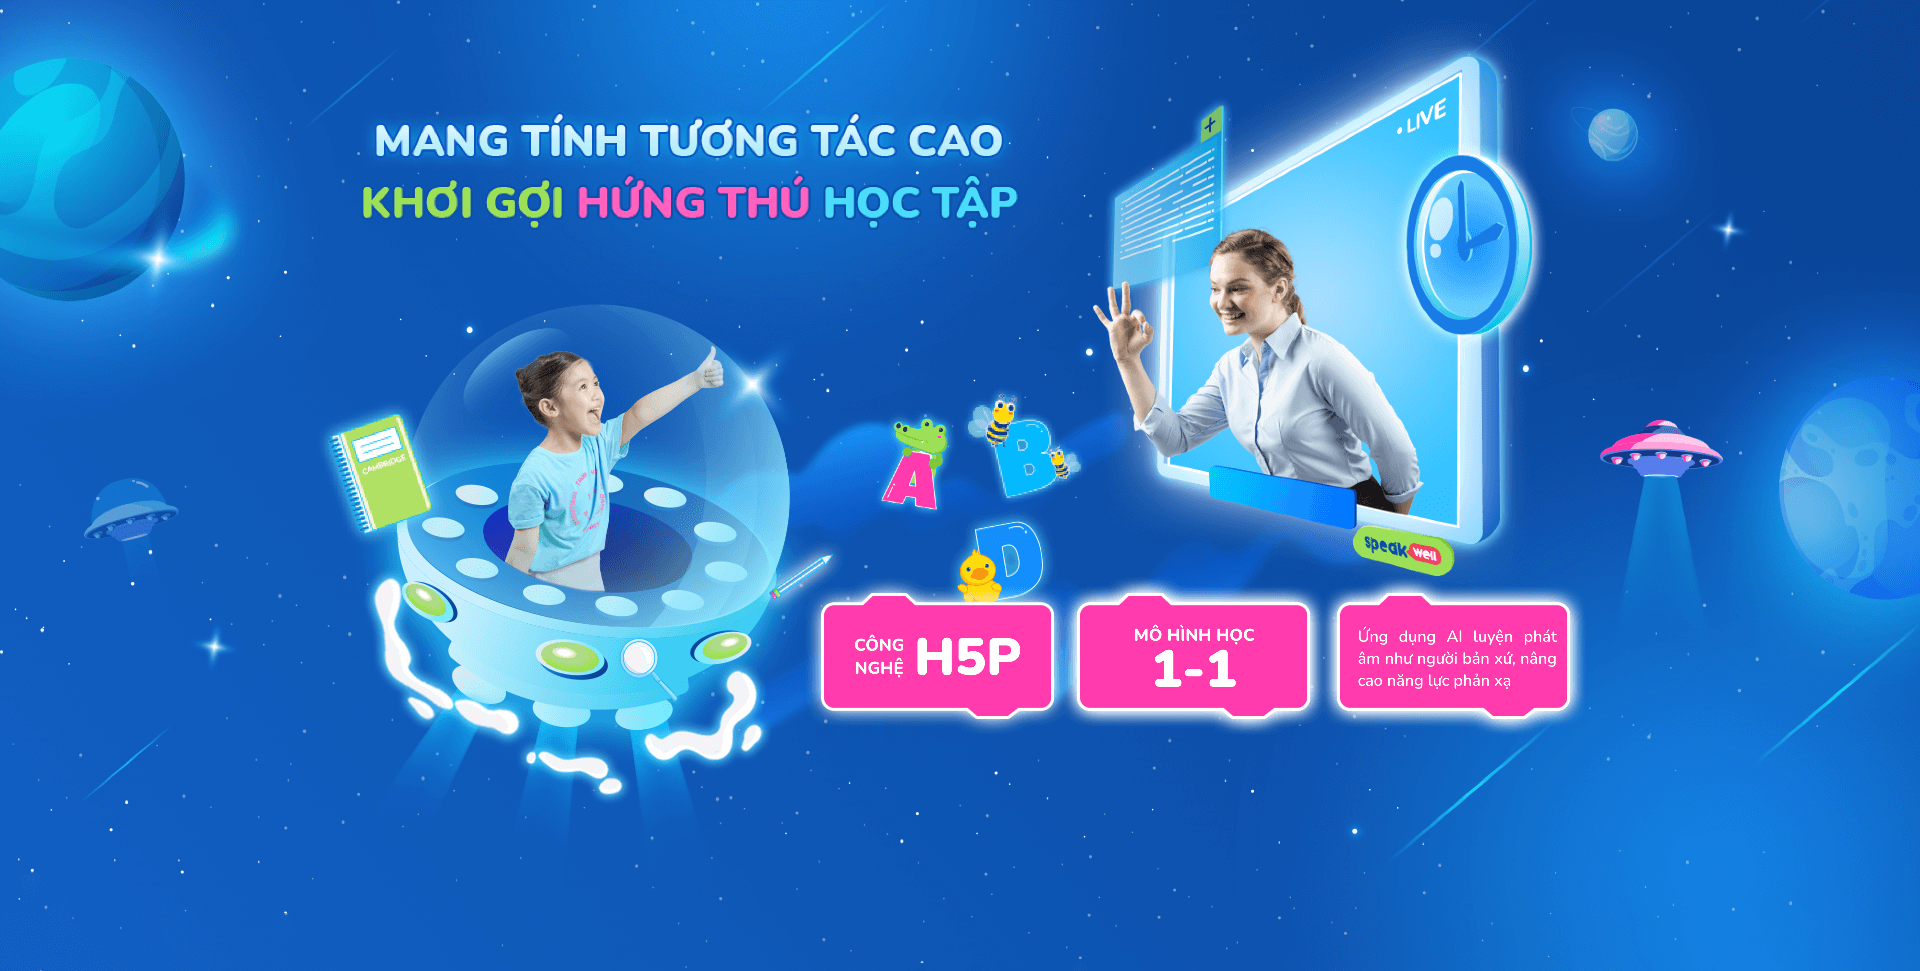 MANG TÍNH TƯƠNG TÁC CAO
KHƠI GỢI HỨNG THÚ HỌC TẬP
• LIVE
CAMBRIDGE
A
B
D
speak well
CÔNG
NGHỆ
H5P
MÔ HÌNH HỌC
1-1
Ứng dụng AI luyện phát
âm như người bản xứ, nâng
cao năng lực phản xạ